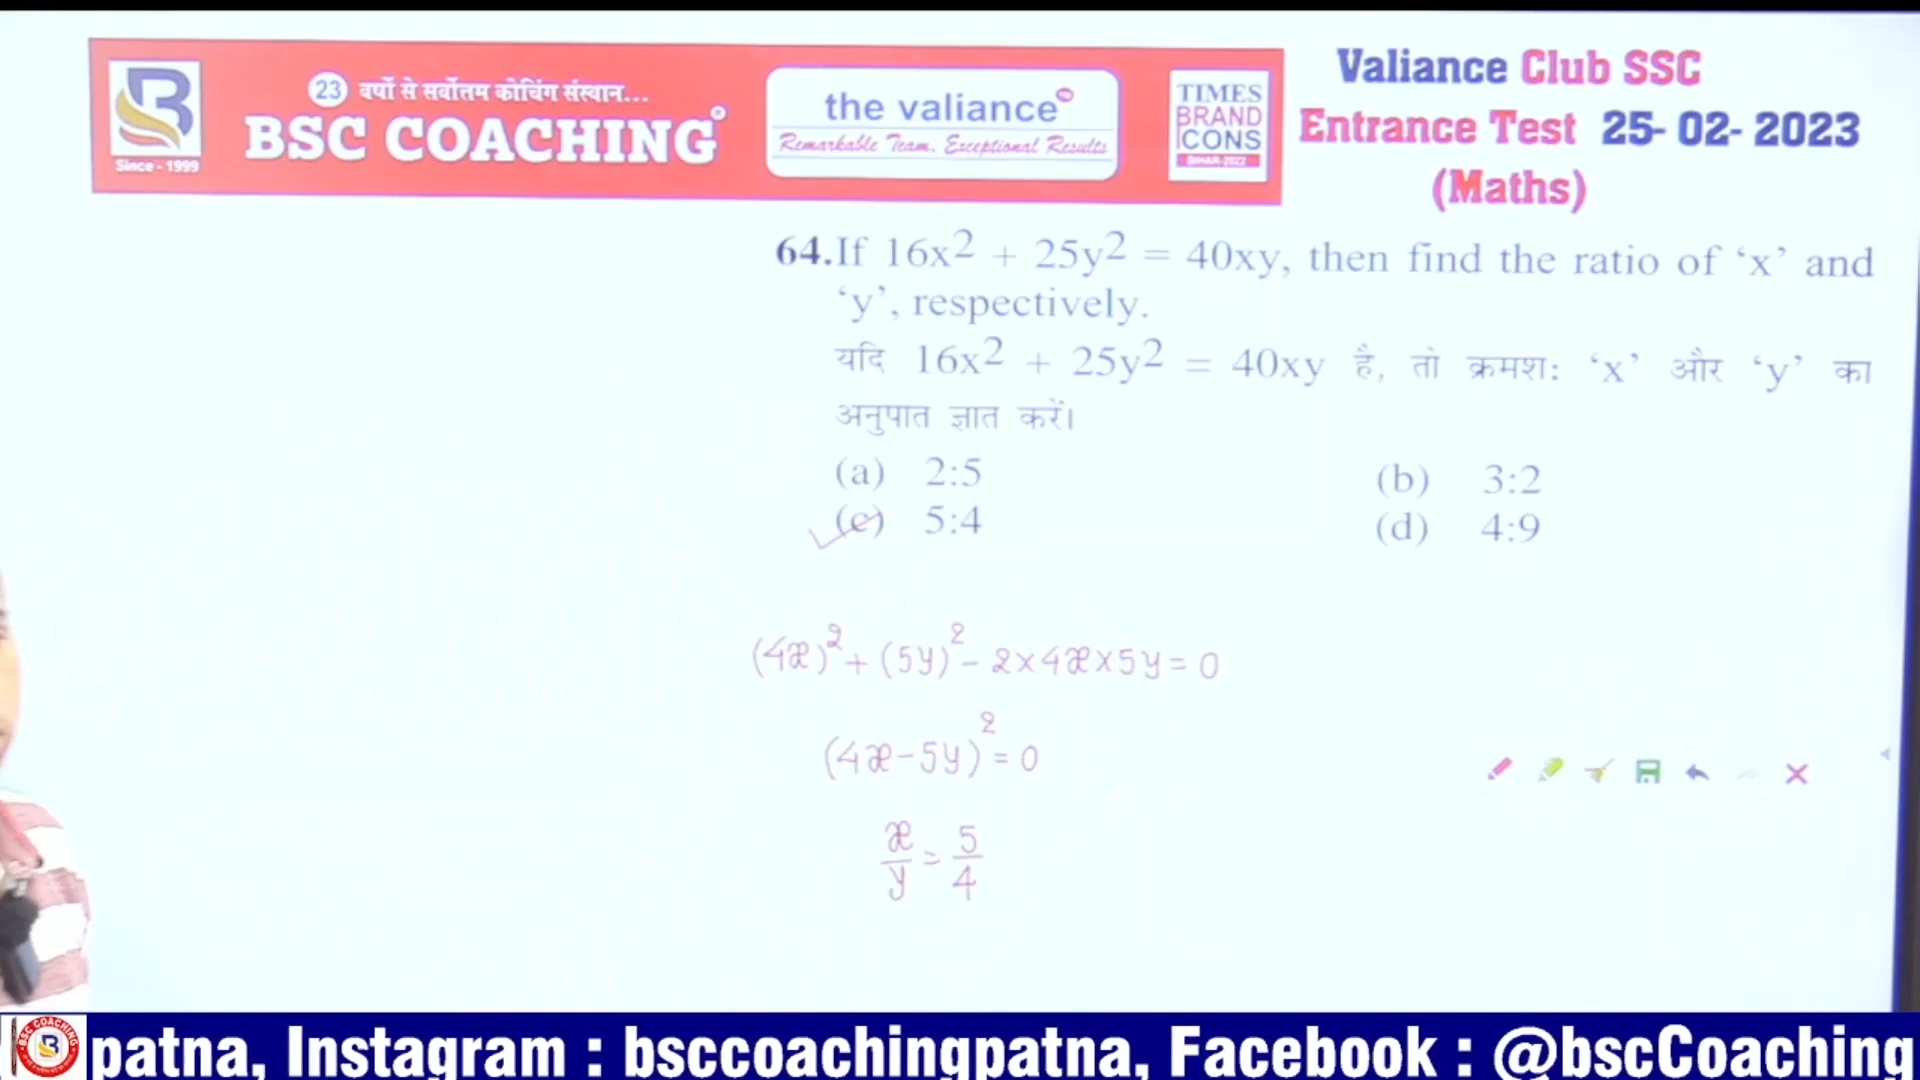 23 वर्षों से सर्वोत्तम कोचिंग संस्थान...
BSC COACHING
Since - 1999
the valiance
Remarkable Team, Exceptional Results
TIMES
BRAND
ICONS
BIHAR-2022
Valiance Club SSC
Entrance Test 25- 02- 2023
(Maths)
64.If 16x² + 25y² = 40xy, then find the ratio of ‘x’ and
‘y’, respectively.
यदि 16x² + 25y² = 40xy है, तो क्रमशः ‘x’ और ‘y’ का
अनुपात ज्ञात करें।
(a) 2:5 (b) 3:2
(c) 5:4 (d) 4:9
(4x)² + (5y)² - 2×4x×5y = 0
(4x-5y)² = 0
x/y = 5/4
patna, Instagram : bsccoachingpatna, Facebook : @bscCoaching